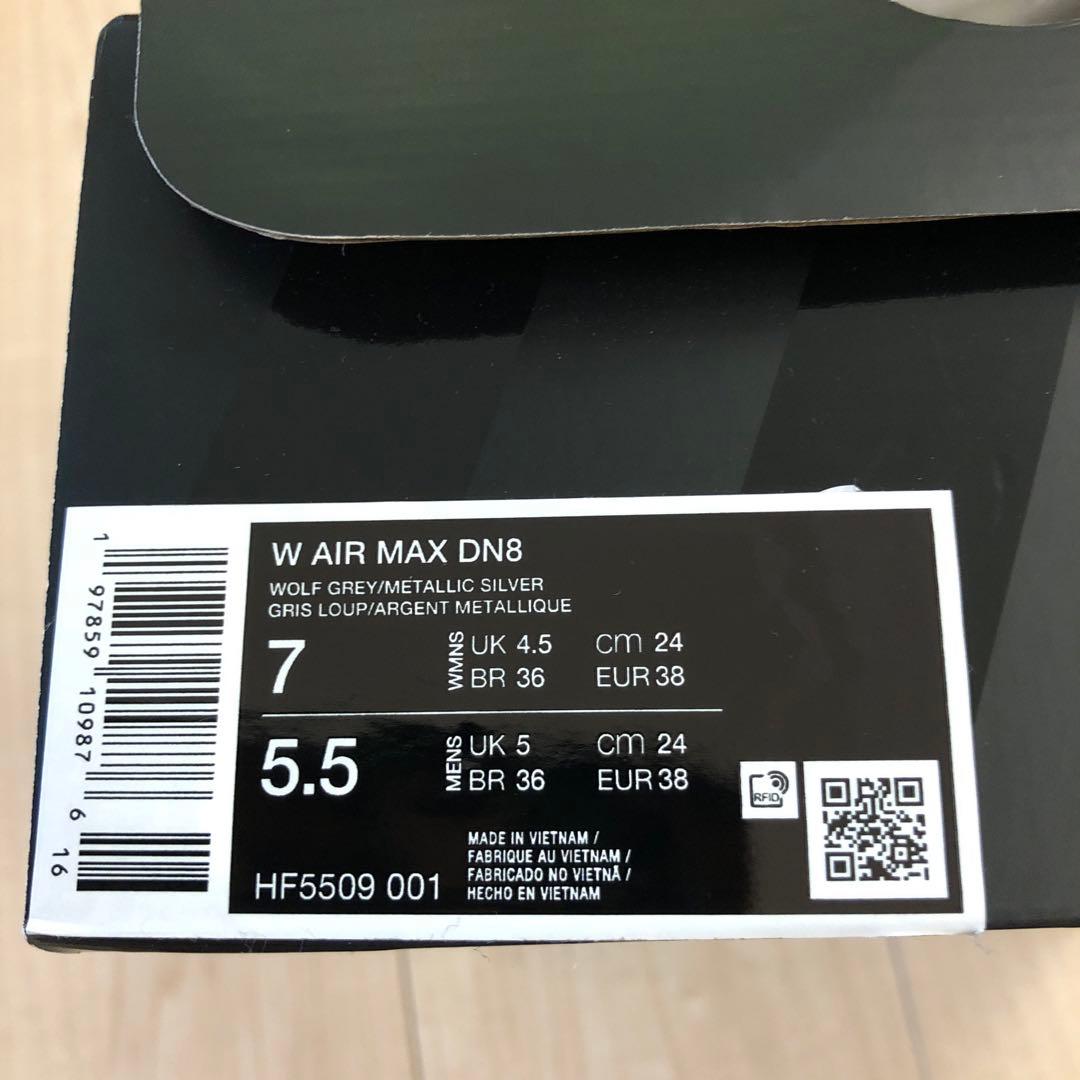 W AIR MAX DN8
WOLF GREY/METALLIC SILVER
GRIS LOUP/ARGENT METALLIQUE
7 WMNS UK 4.5 cm 24
BR 36 EUR 38
5.5 MENS UK 5 cm 24
BR 36 EUR 38
RFID
MADE IN VIETNAM /
FABRIQUE AU VIETNAM /
FABRICADO NO VIETNÃ /
HECHO EN VIETNAM
HF5509 001
1 97859 10987 6 16